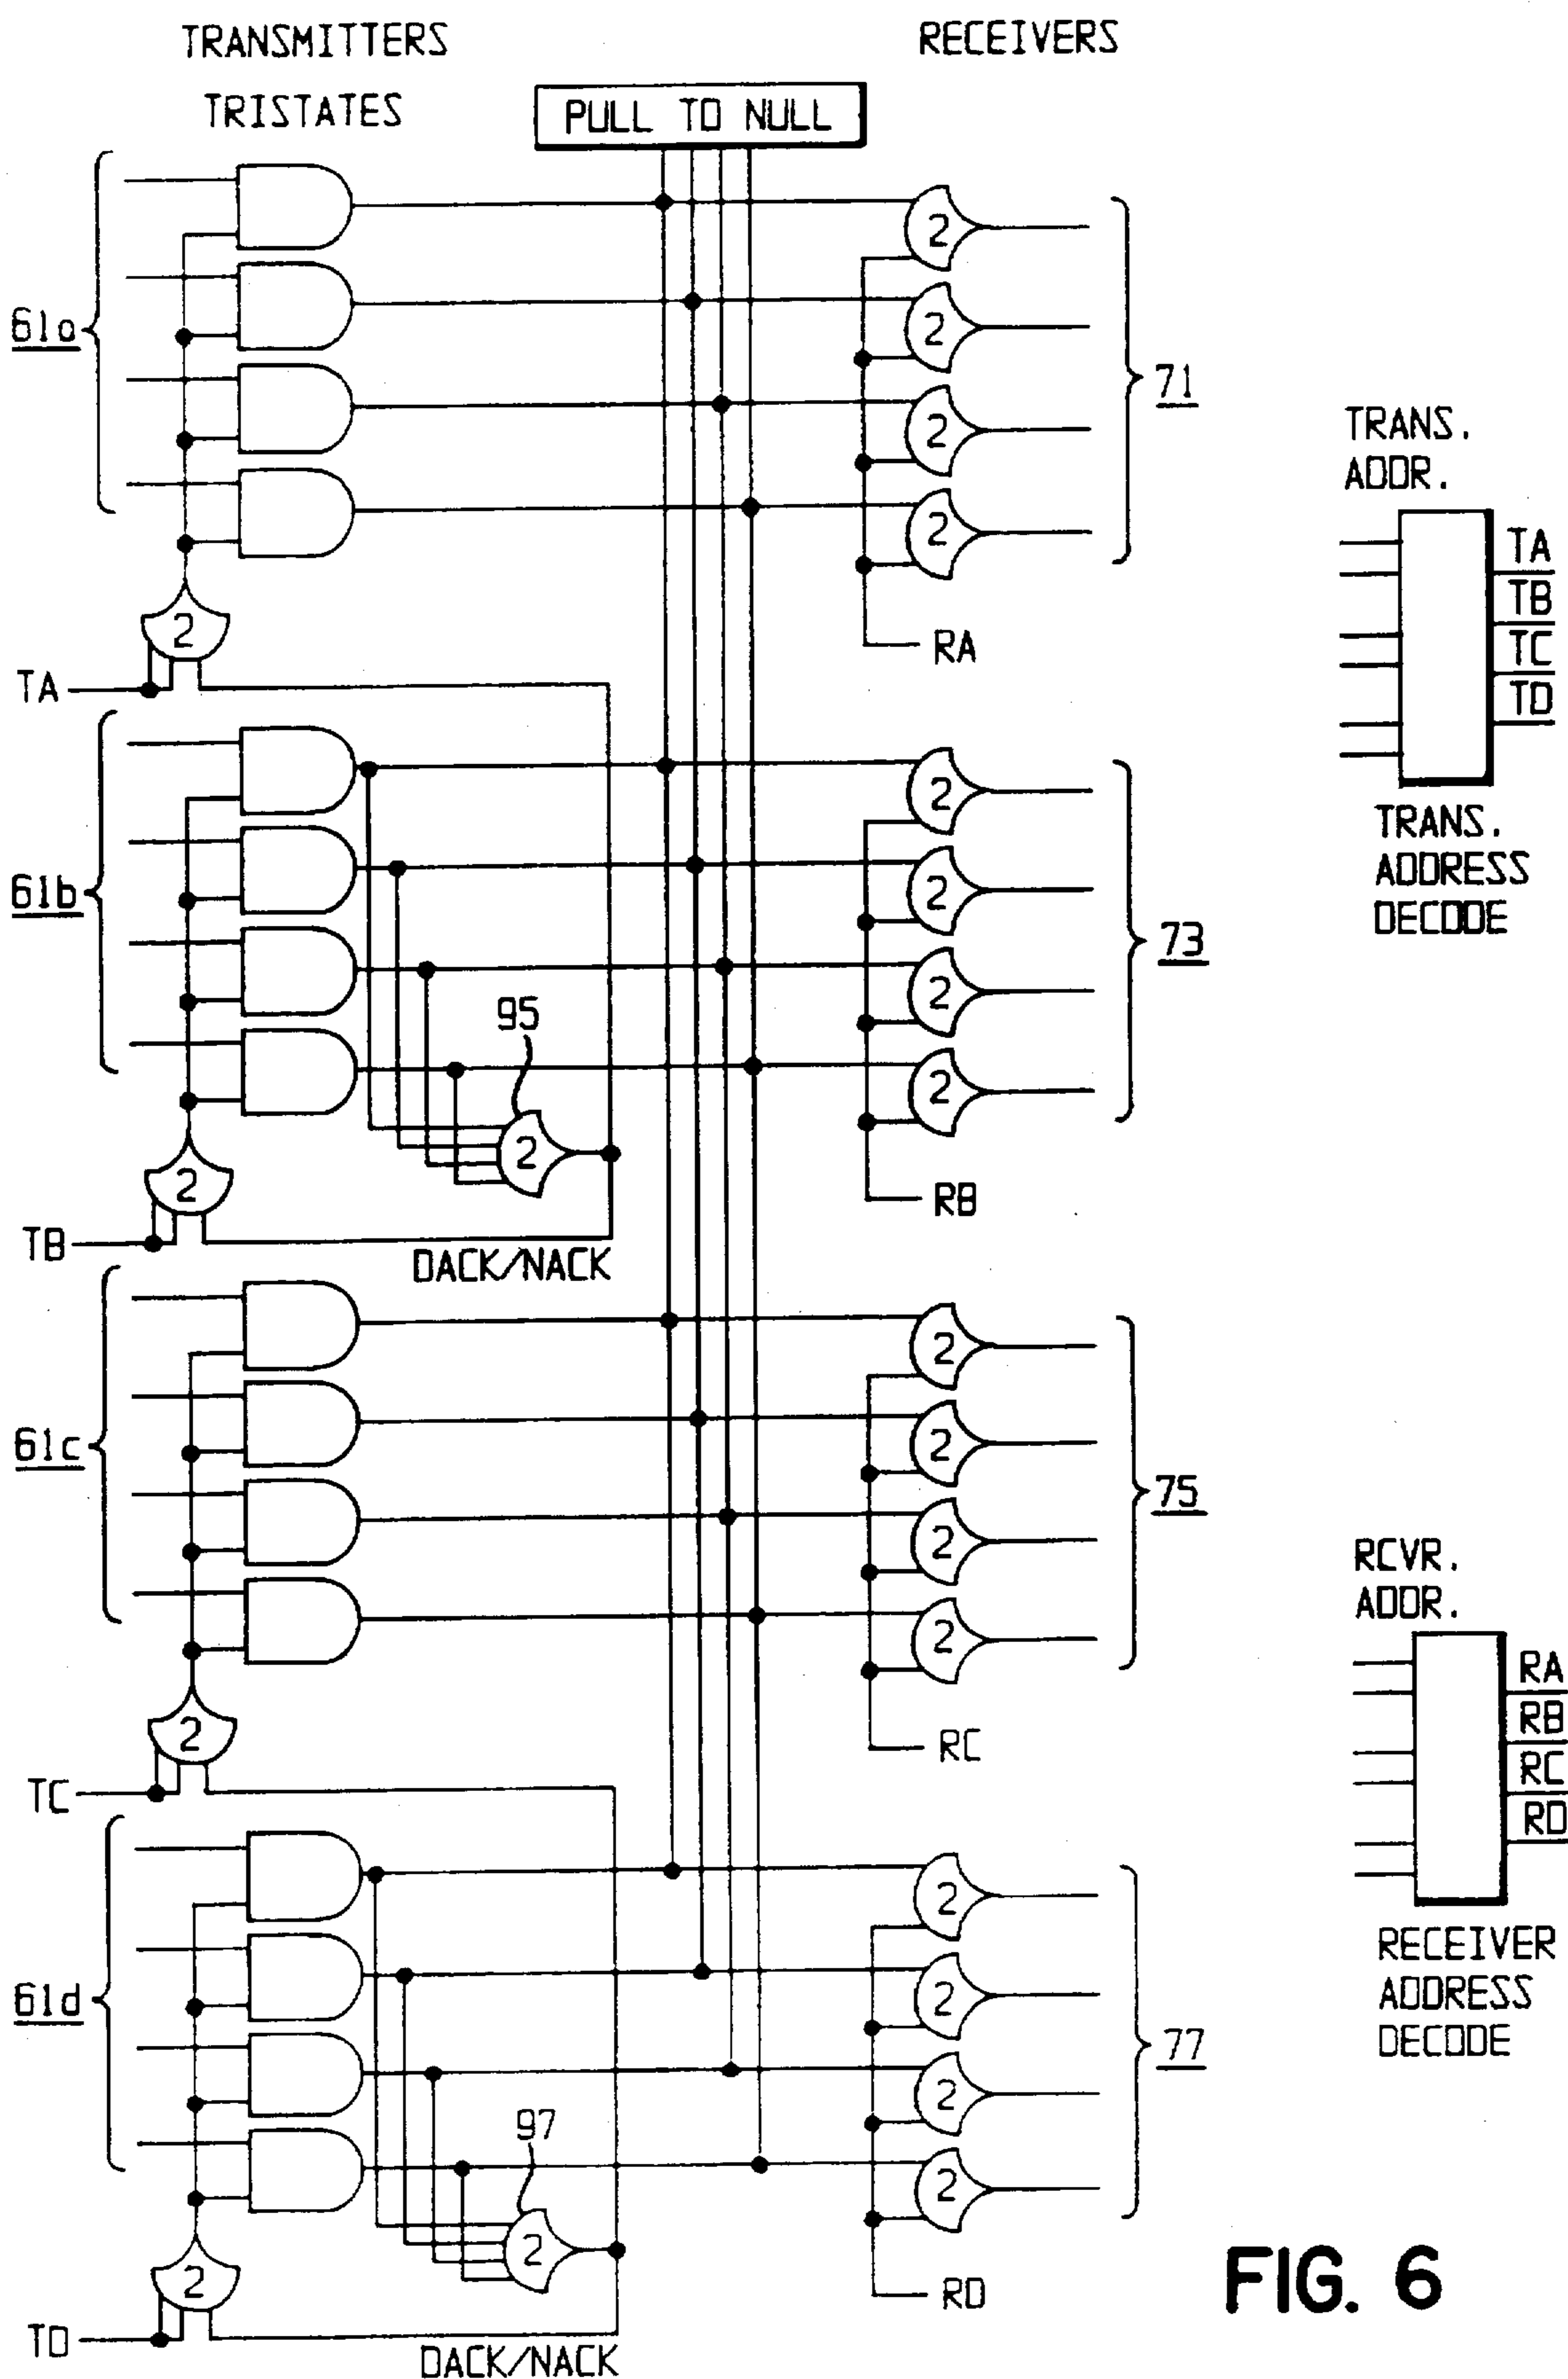 TRANSMITTERS
RECEIVERS
TRISTATES
PULL TO NULL
61a
2
2
2
2
71
2
TA
RA
TRANS.
ADDR.
TA
TB
TC
TD
TRANS.
ADDRESS
DECODE
61b
2
2
2
2
73
95
2
2
TB
RB
DACK/NACK
61c
2
2
2
2
75
2
TC
RC
RCVR.
ADDR.
RA
RB
RC
RD
RECEIVER
ADDRESS
DECODE
61d
2
2
2
2
77
97
2
2
TD
RD
DACK/NACK
FIG. 6